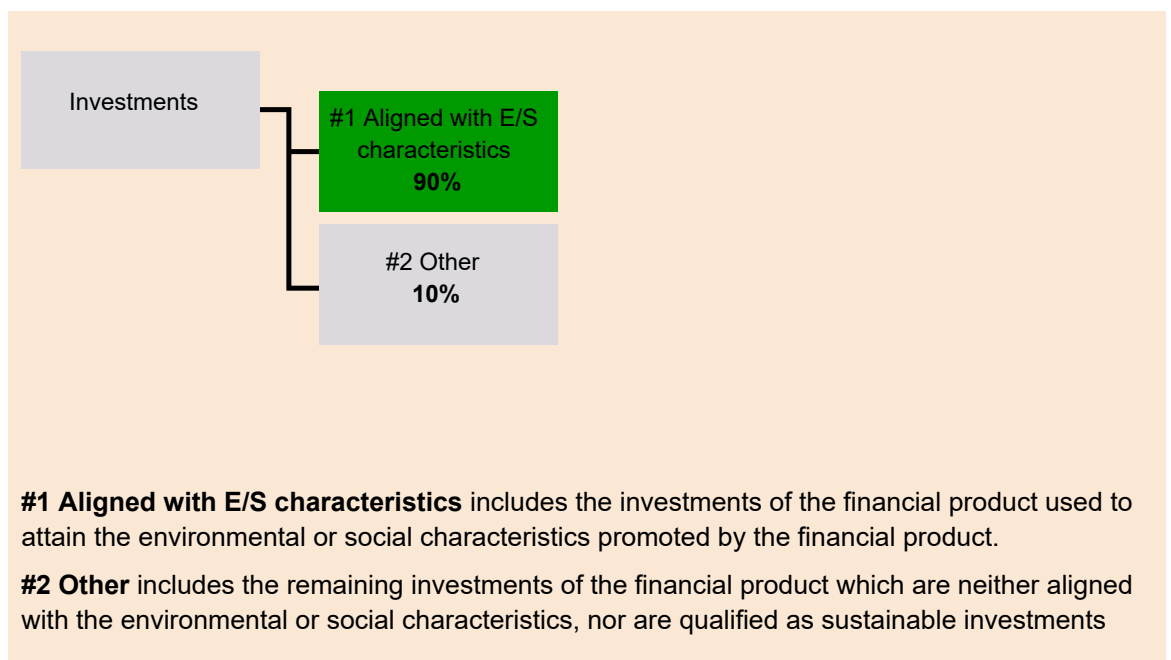 Investments
#1 Aligned with E/S
characteristics
90%
#2 Other
10%
#1 Aligned with E/S characteristics includes the investments of the financial product used to
attain the environmental or social characteristics promoted by the financial product.
#2 Other includes the remaining investments of the financial product which are neither aligned
with the environmental or social characteristics, nor are qualified as sustainable investments